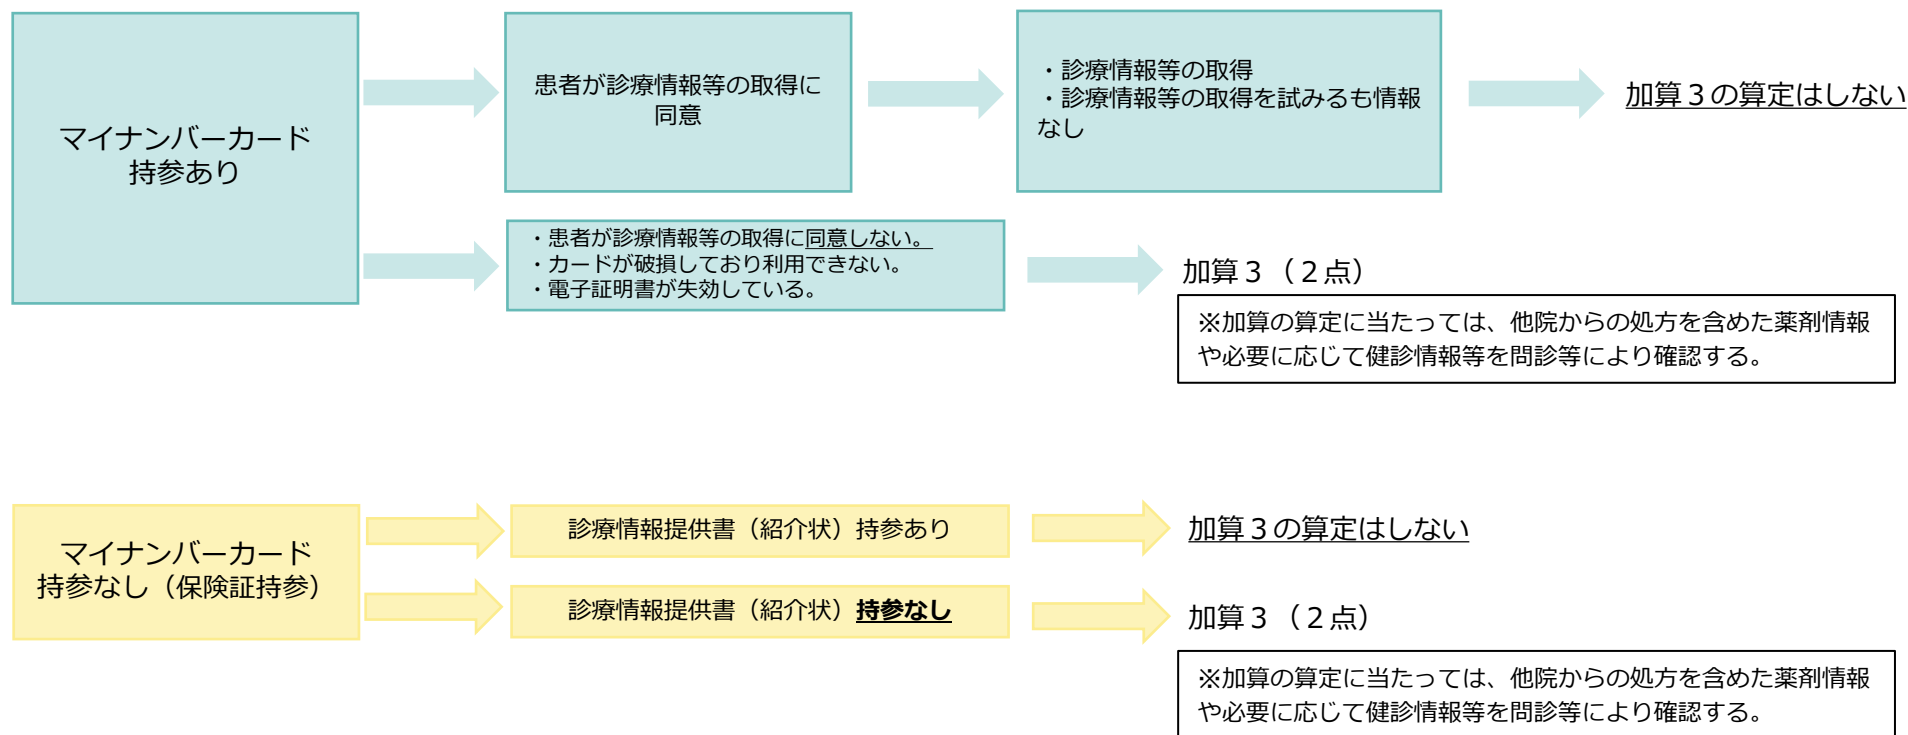 マイナンバーカード
持参あり
患者が診療情報等の取得に
同意
・診療情報等の取得
・診療情報等の取得を試みるも情報
なし
加算３の算定はしない
・患者が診療情報等の取得に同意しない。
・カードが破損しており利用できない。
・電子証明書が失効している。
加算３（２点）
※加算の算定に当たっては、他院からの処方を含めた薬剤情報
や必要に応じて健診情報等を問診等により確認する。
マイナンバーカード
持参なし（保険証持参）
診療情報提供書（紹介状）持参あり
加算３の算定はしない
診療情報提供書（紹介状）持参なし
加算３（２点）
※加算の算定に当たっては、他院からの処方を含めた薬剤情報
や必要に応じて健診情報等を問診等により確認する。